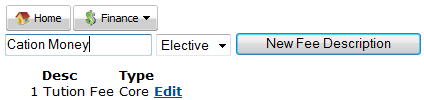 Home Finance
Cation Money Elective New Fee Description
Desc Type
1 Tution Fee Core Edit